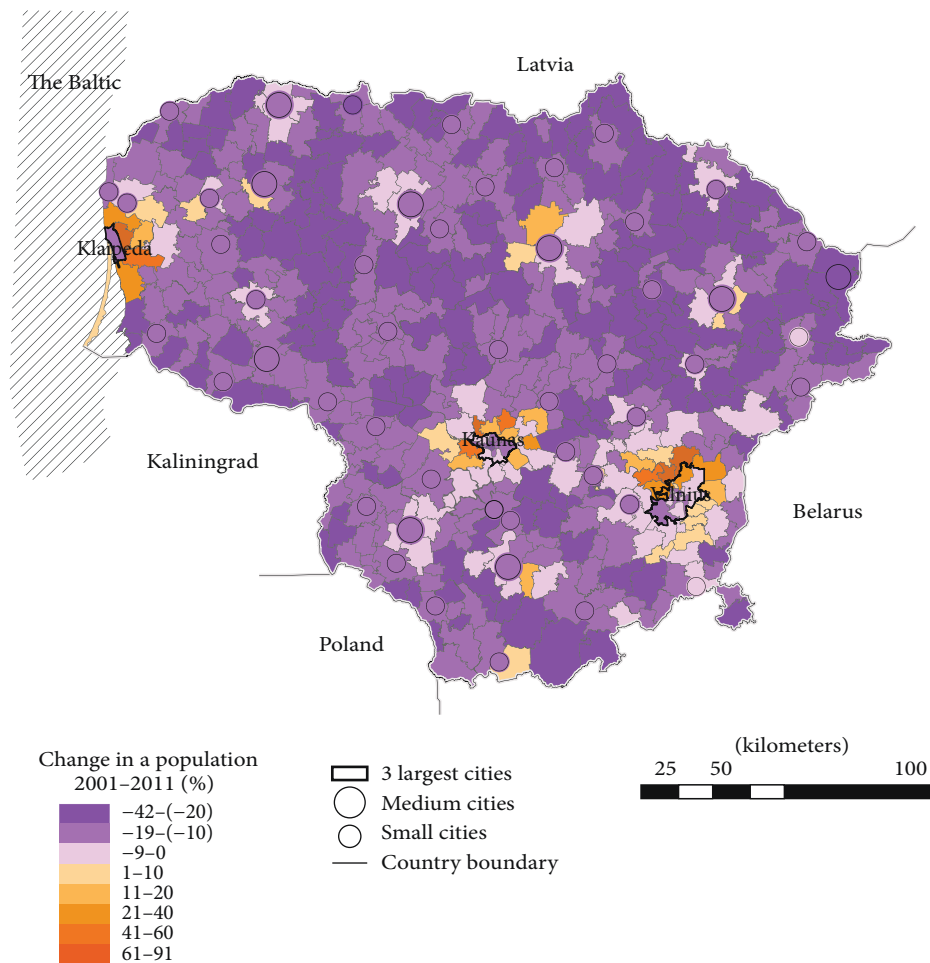 Latvia
The Baltic
Klaipedâ
Kaunas
Kaliningrad
Vilnius
Belarus
Poland
Change in a population
2001–2011 (%)
−42–(−20)
−19–(−10)
−9–0
1–10
11–20
21–40
41–60
61–91
3 largest cities
Medium cities
Small cities
Country boundary
(kilometers)
25 50 100